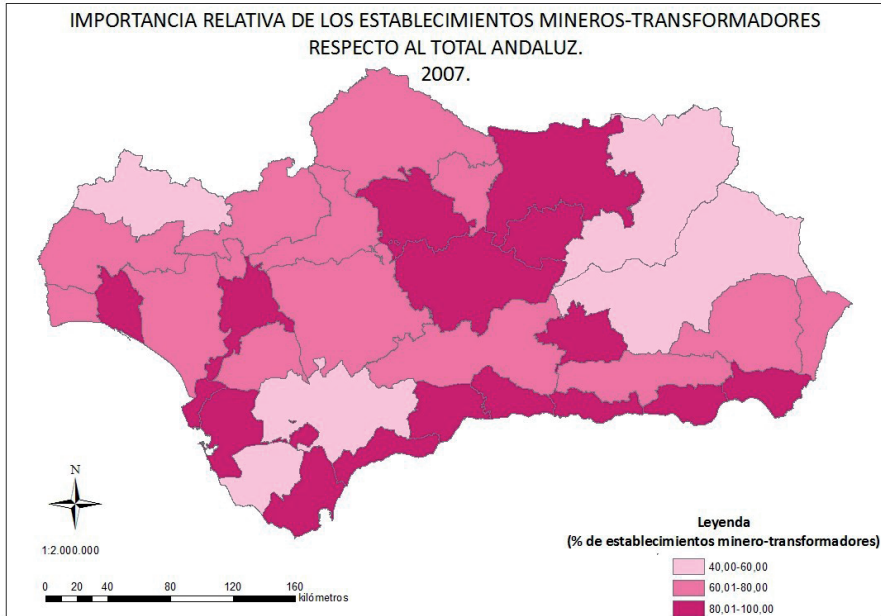 IMPORTANCIA RELATIVA DE LOS ESTABLECIMIENTOS MINEROS-TRANSFORMADORES
RESPECTO AL TOTAL ANDALUZ.
2007.
N
1:2.000.000
0 20 40 80 120 160
kilómetros
Leyenda
(% de establecimientos minero-transformadores)
40,00-60,00
60,01-80,00
80,01-100,00